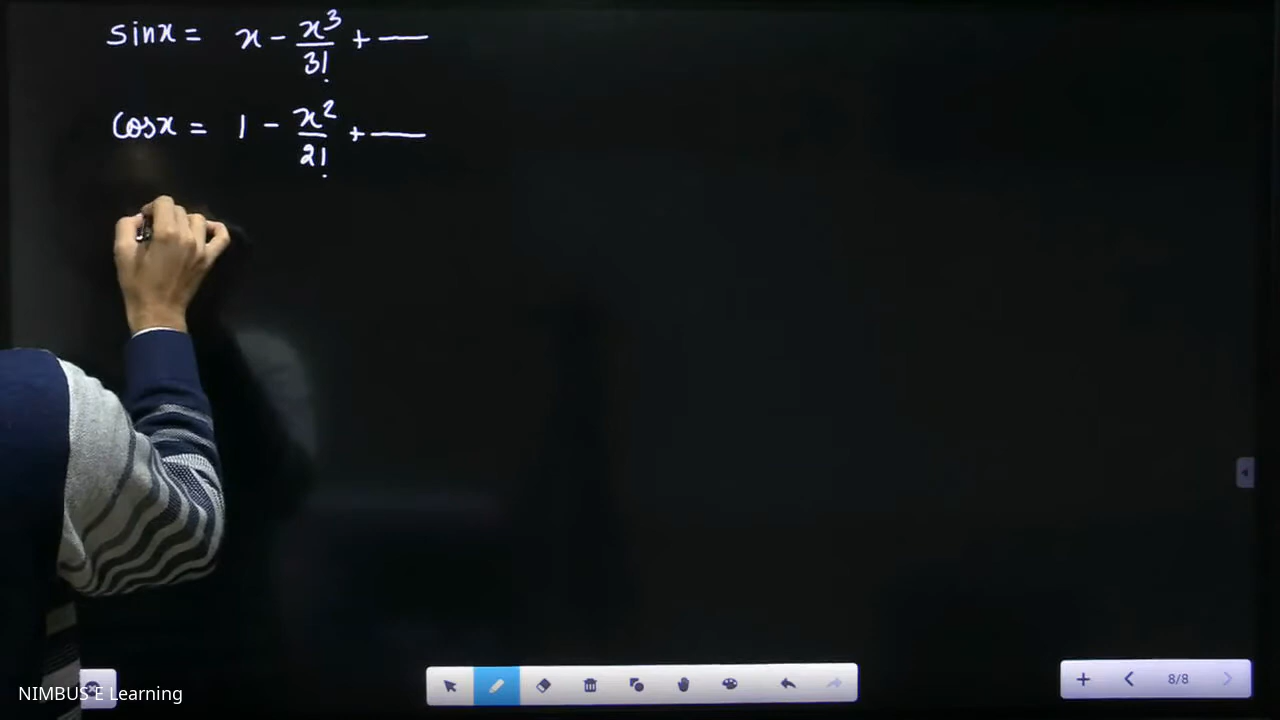 sinx = x - x³/3! + —
cosx = 1 - x²/2! + —
8/8
NIMBUS E Learning